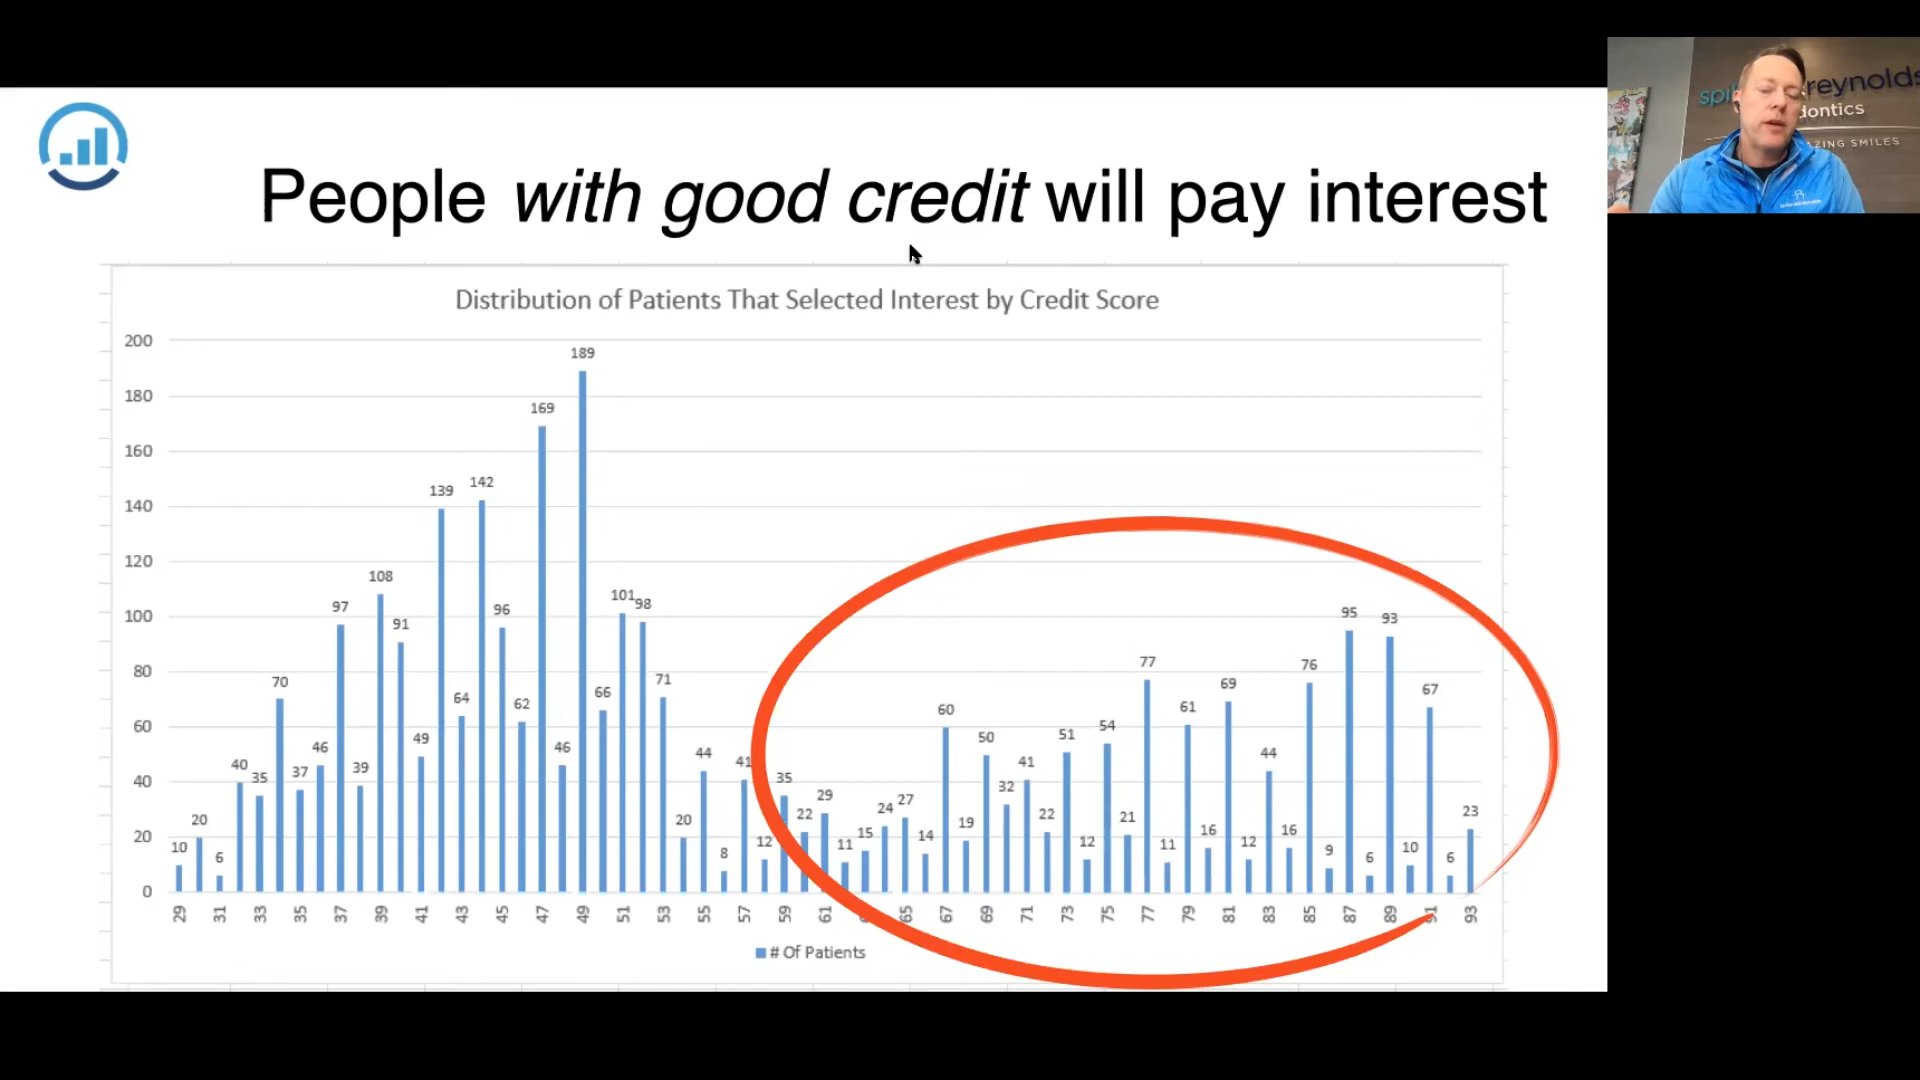 People with good credit will pay interest
Distribution of Patients That Selected Interest by Credit Score
200
180
160
140
120
100
80
60
40
20
0
10 20 6 40 35 70 37 46 97 39 108 91 49 139 64 142 96 62 169 46 189 66 101 98 71 20 44 8 41 12 35 22 29 11 15 24 27 14 60 19 50 32 41 22 51 12 54 21 77 11 61 16 69 12 44 16 76 9 95 6 93 10 67 6 23
29 31 33 35 37 39 41 43 45 47 49 51 53 55 57 59 61 65 67 69 71 73 75 77 79 81 83 85 87 89 91 93
# Of Patients
reynolds
dontics
AZING SMILES